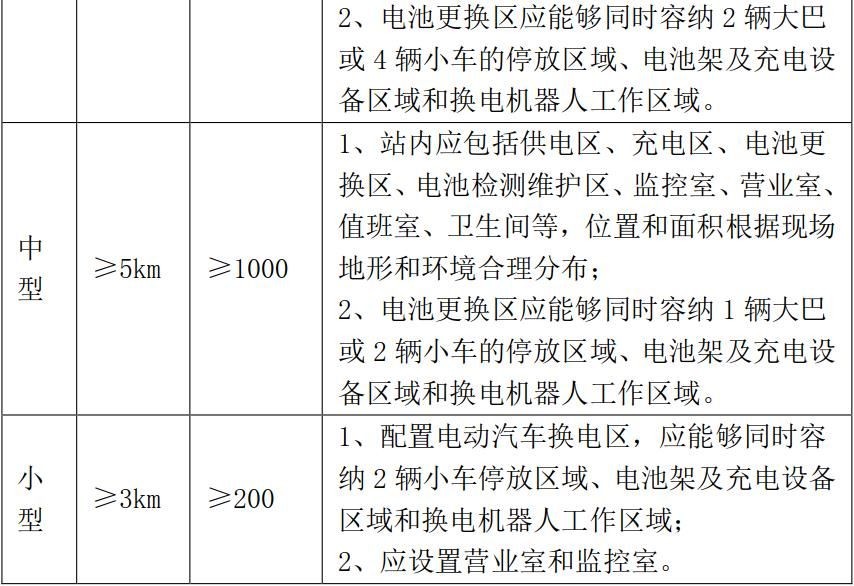 2、电池更换区应能够同时容纳 2 辆大巴
或 4 辆小车的停放区域、电池架及充电设
备区域和换电机器人工作区域。
中
型
≥5km
≥1000
1、站内应包括供电区、充电区、电池更
换区、电池检测维护区、监控室、营业室、
值班室、卫生间等，位置和面积根据现场
地形和环境合理分布；
2、电池更换区应能够同时容纳 1 辆大巴
或 2 辆小车的停放区域、电池架及充电设
备区域和换电机器人工作区域。
小
型
≥3km
≥200
1、配置电动汽车换电区，应能够同时容
纳 2 辆小车停放区域、电池架及充电设备
区域和换电机器人工作区域；
2、应设置营业室和监控室。